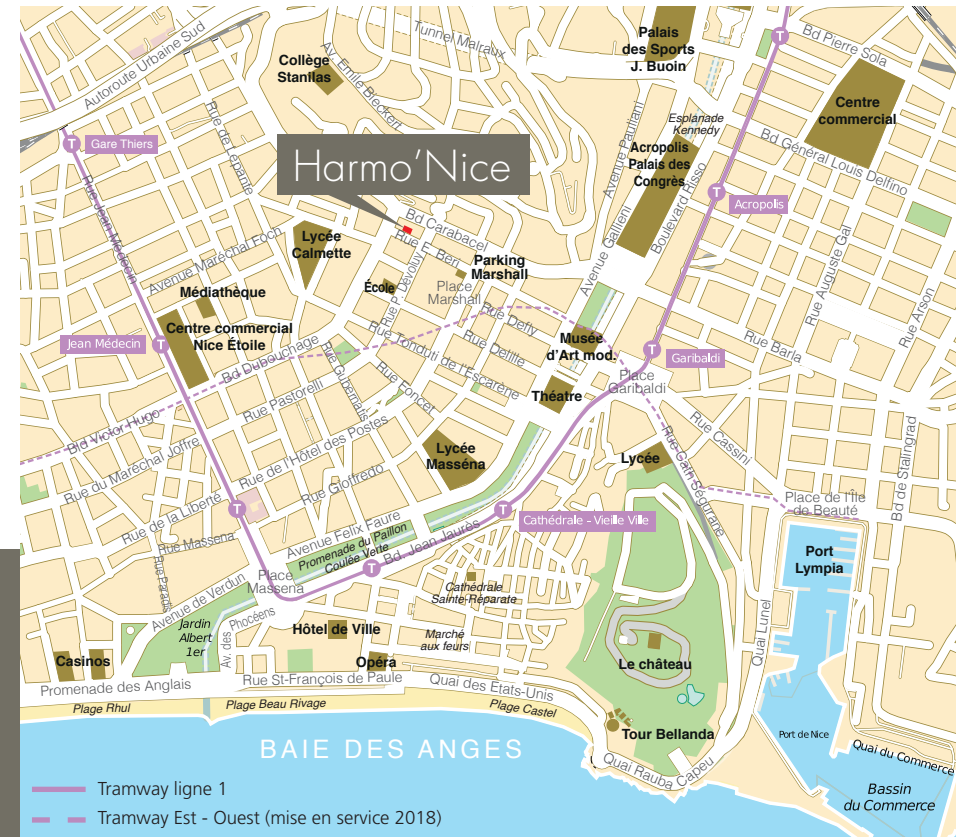 Palais
des Sports
J. Buoin
Tunnel Malraux
Bd Pierre Sola
Autoroute Urbaine Sud
Collège
Stanilas
Av. Emile Bleckert
Centre
commercial
Esplanade
Kennedy
T
T
Gare Thiers
Rue de Lépante
Avenue Pauliani
Acropolis
Palais des
Congrès
Bd Général Louis Delfino
Harmo'Nice
T
Acropolis
Boulevard Risso
Rue Jean Médecin
Bd Carabacel
Rue E. Beri
Lycée
Calmette
Avenue Maréchal Foch
Avenue Gallieni
Parking
Marshall
Rue Auguste Gal
Médiathèque
École
Rue P. Dévoluy
Place
Marshall
Rue Arson
Centre commercial
Nice Étoile
Rue Defly
Jean Médecin
T
Bd Dubouchage
Rue Tonduti de l'Escarène
Rue Delille
Musée
d'Art mod.
T
Garibaldi
Rue Barla
Rue Gubernatis
Place
Garibaldi
Rue Pastorelli
Rue Foncet
Théatre
Bld Victor Hugo
Rue de l'Hôtel des Postes
Rue Cassini
Rue du Maréchal Joffre
Lycée
Masséna
Lycée
Rue Cath. Ségurane
Bd de Stalingrad
Rue Gioffredo
Place de l'Île
de Beauté
Rue de la Liberté
T
T
Cathédrale - Vieille Ville
Avenue Felix Faure
Promenade du Paillon
Coulée Verte
Bd. Jean Jaurès
Rue Massena
Port
Lympia
T
Place
Massena
Rue Paradis
Cathédrale
Sainte-Réparate
Avenue de Verdun
Jardin
Albert
1er
Av. des Phocéens
Hôtel de Ville
Marché
aux feurs
Quai Lunel
Casinos
Opéra
Le château
Promenade des Anglais
Rue St-François de Paule
Quai des Etats-Unis
Plage Rhul
Plage Beau Rivage
Plage Castel
Tour Bellanda
Port de Nice
Quai du Commerce
BAIE DES ANGES
Quai Rauba Capeu
Bassin
du Commerce
Tramway ligne 1
Tramway Est - Ouest (mise en service 2018)